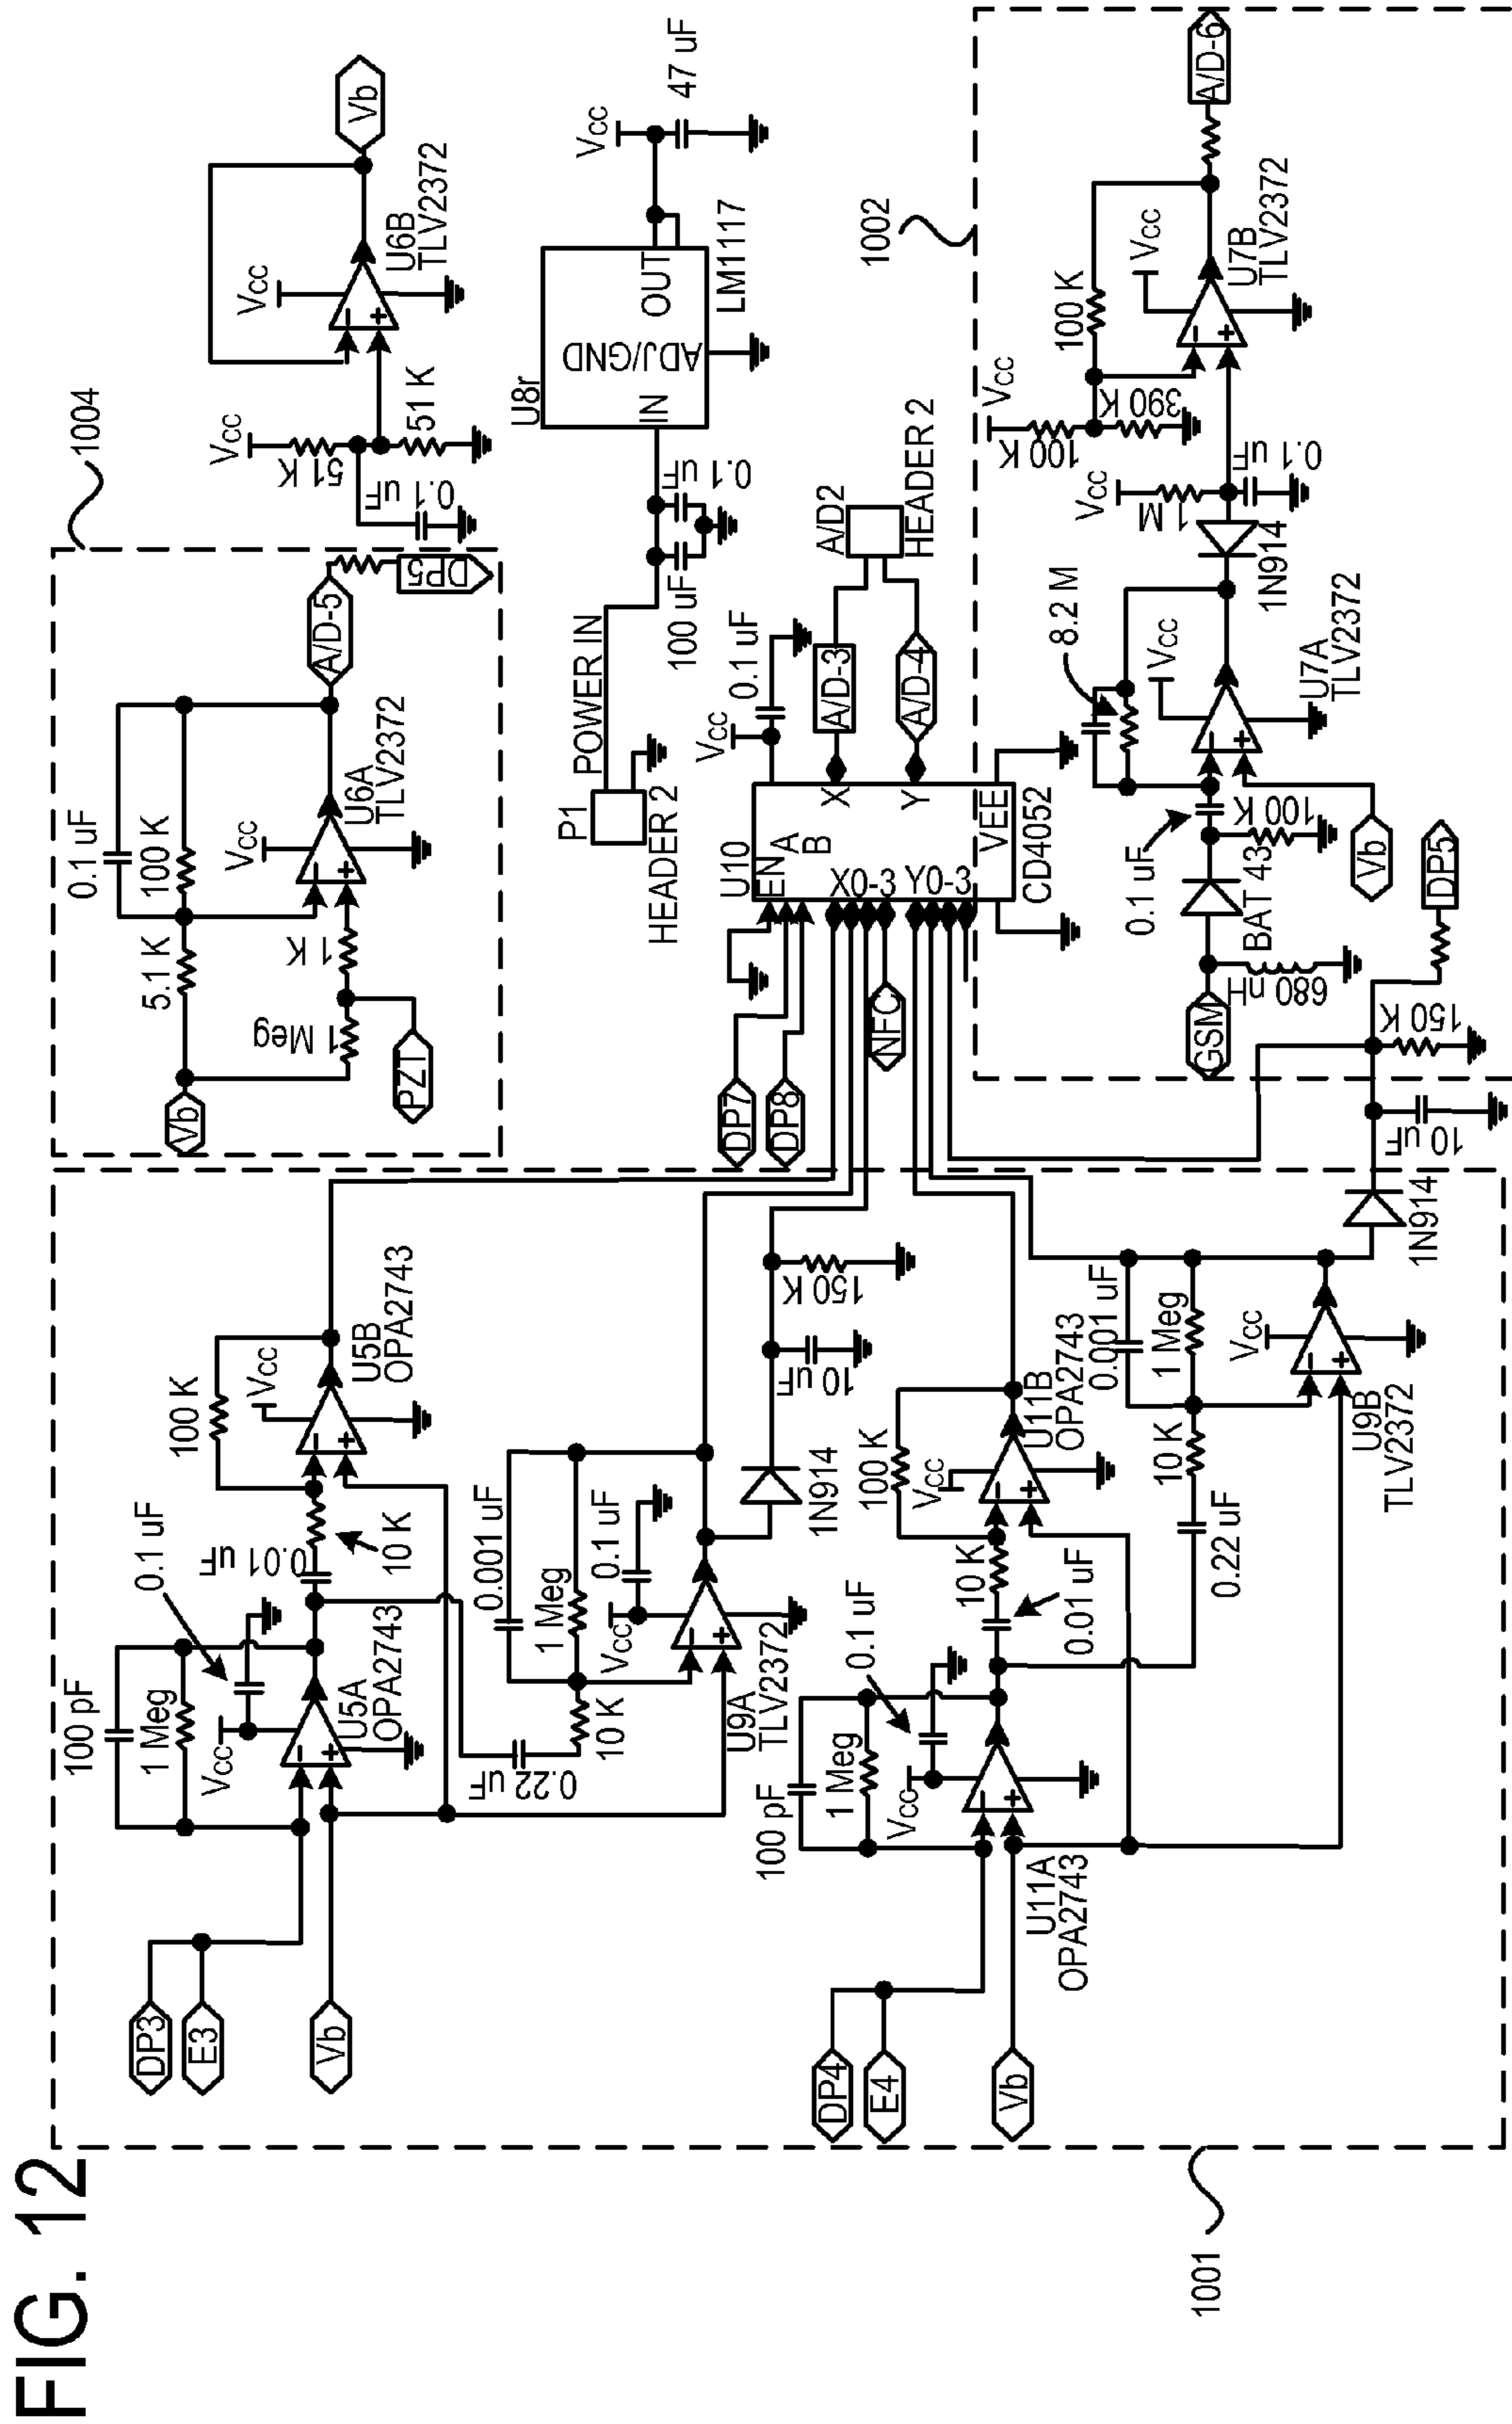 FIG. 12
1001
DP3
E3
Vb
100 pF
1 Meg
Vcc
0.1 uF
U5A
OPA2743
0.01 uF
10 K
100 K
Vcc
U5B
OPA2743
0.22 uF
10 K
0.001 uF
1 Meg
Vcc
0.1 uF
U9A
TLV2372
1N914
10 uF
150 K
DP4
E4
Vb
100 pF
1 Meg
Vcc
0.1 uF
U11A
OPA2743
10 K
0.01 uF
100 K
Vcc
U11B
OPA2743
0.22 uF
10 K
0.001 uF
1 Meg
Vcc
U9B
TLV2372
1N914
10 uF
150 K
DP5
1004
Vb
5.1 K
0.1 uF
100 K
1 Meg
1 K
PZT
Vcc
U6A
TLV2372
A/D-5
DP5
Vcc
51 K
0.1 uF
51 K
Vcc
U6B
TLV2372
Vb
P1
HEADER 2
POWER IN
100 uF
0.1 uF
U8r
IN
ADJ/GND
OUT
LM1117
Vcc
47 uF
DP7
DP8
NFC
U10
EN
A
B
X0-3
Y0-3
X
Y
VEE
CD4052
Vcc
0.1 uF
A/D-3
A/D-4
A/D2
HEADER 2
1002
GSM
680 nH
BAT 43
0.1 uF
100 K
Vb
8.2 M
Vcc
U7A
TLV2372
1N914
Vcc
1 M
0.1 uF
Vcc
100 K
390 K
100 K
Vcc
U7B
TLV2372
A/D-6